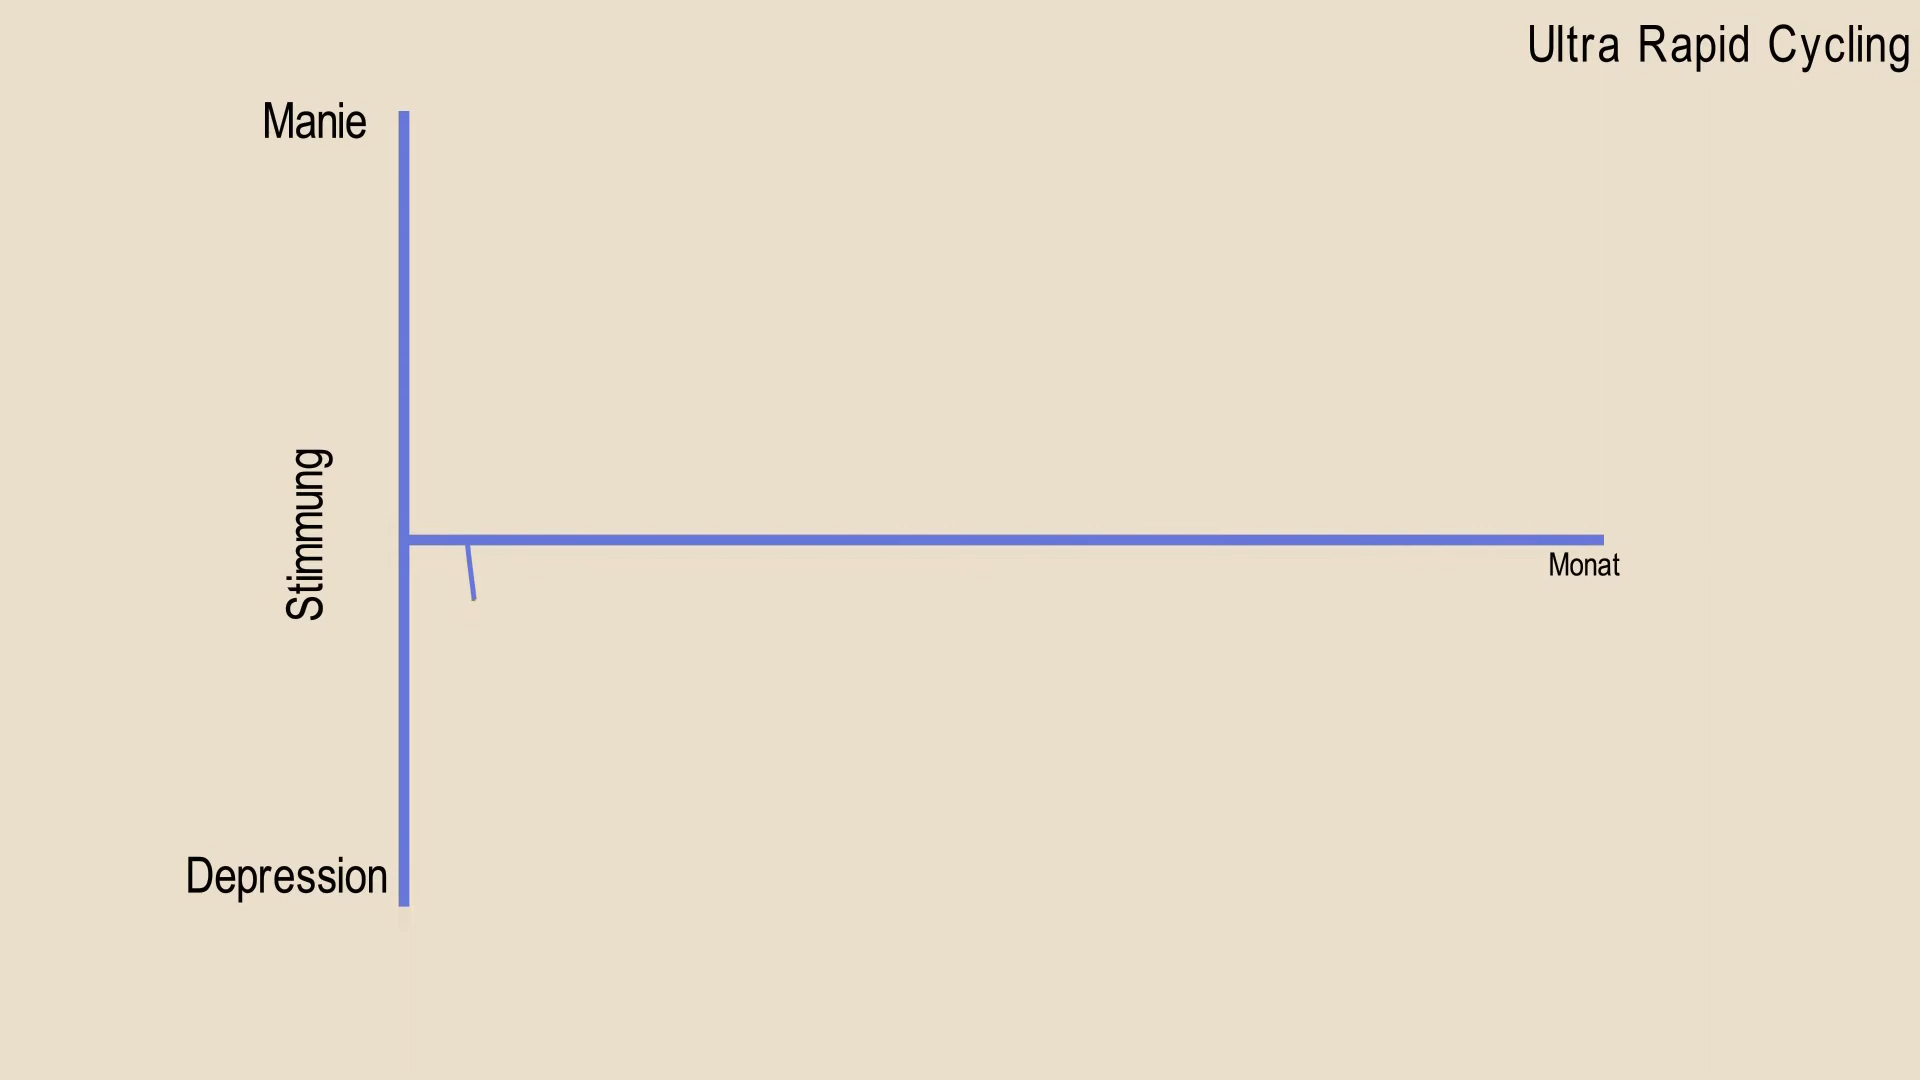 Ultra Rapid Cycling
Manie
Stimmung
Monat
Depression